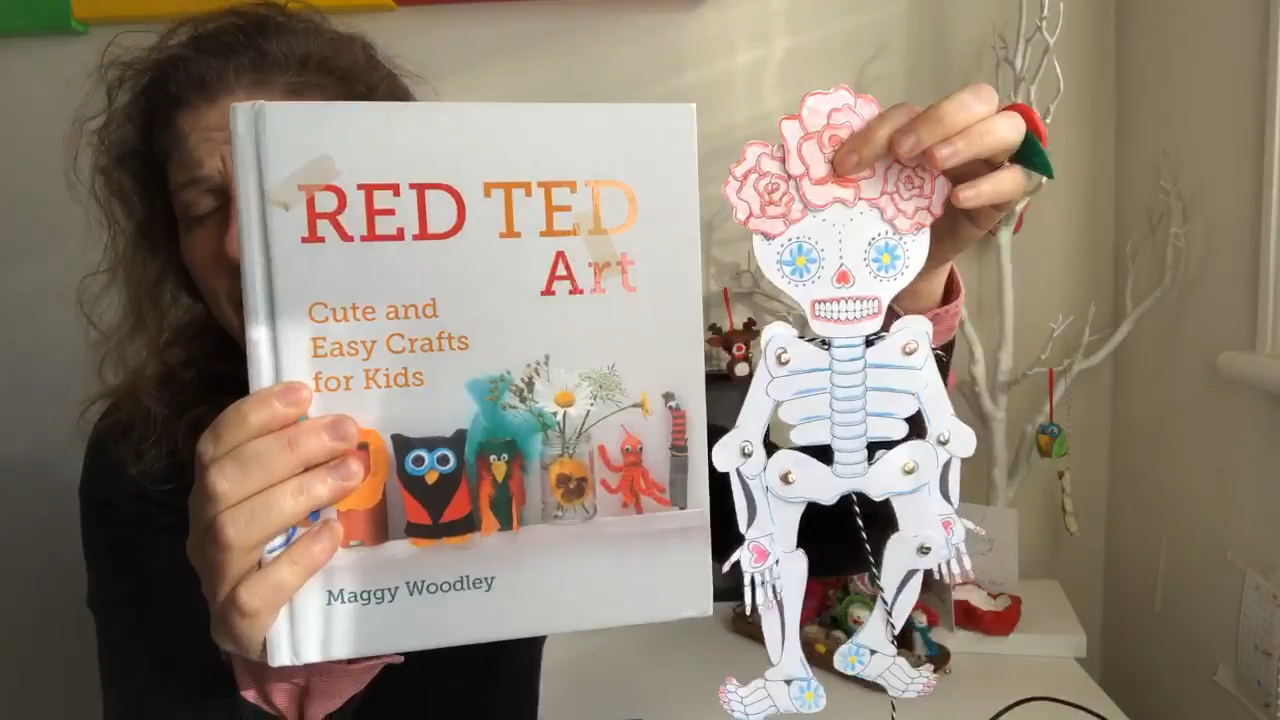 RED TED
Art
Cute and
Easy Crafts
for Kids
Maggy Woodley